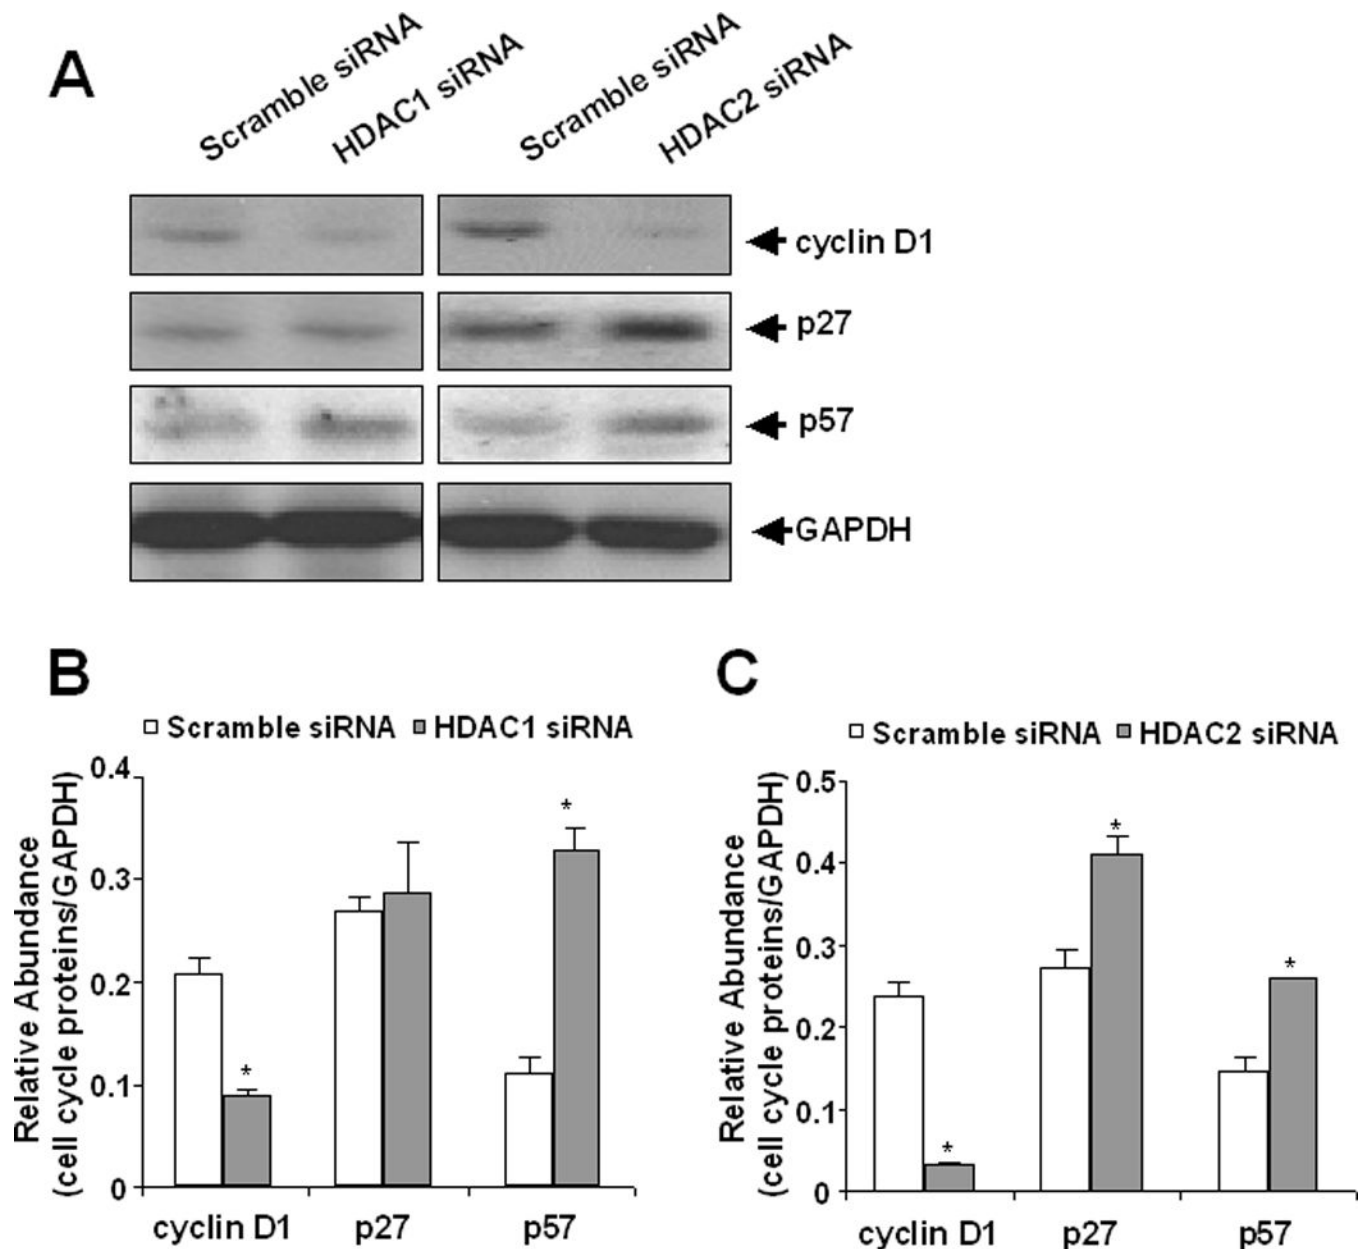 A
Scramble siRNA
HDAC1 siRNA
Scramble siRNA
HDAC2 siRNA
cyclin D1
p27
p57
GAPDH
B
Scramble siRNA HDAC1 siRNA
Relative Abundance
(cell cycle proteins/GAPDH)
0.4
0.3
0.2
0.1
0
*
*
cyclin D1 p27 p57
C
Scramble siRNA HDAC2 siRNA
Relative Abundance
(cell cycle proteins/GAPDH)
0.5
0.4
0.3
0.2
0.1
0
*
*
*
cyclin D1 p27 p57